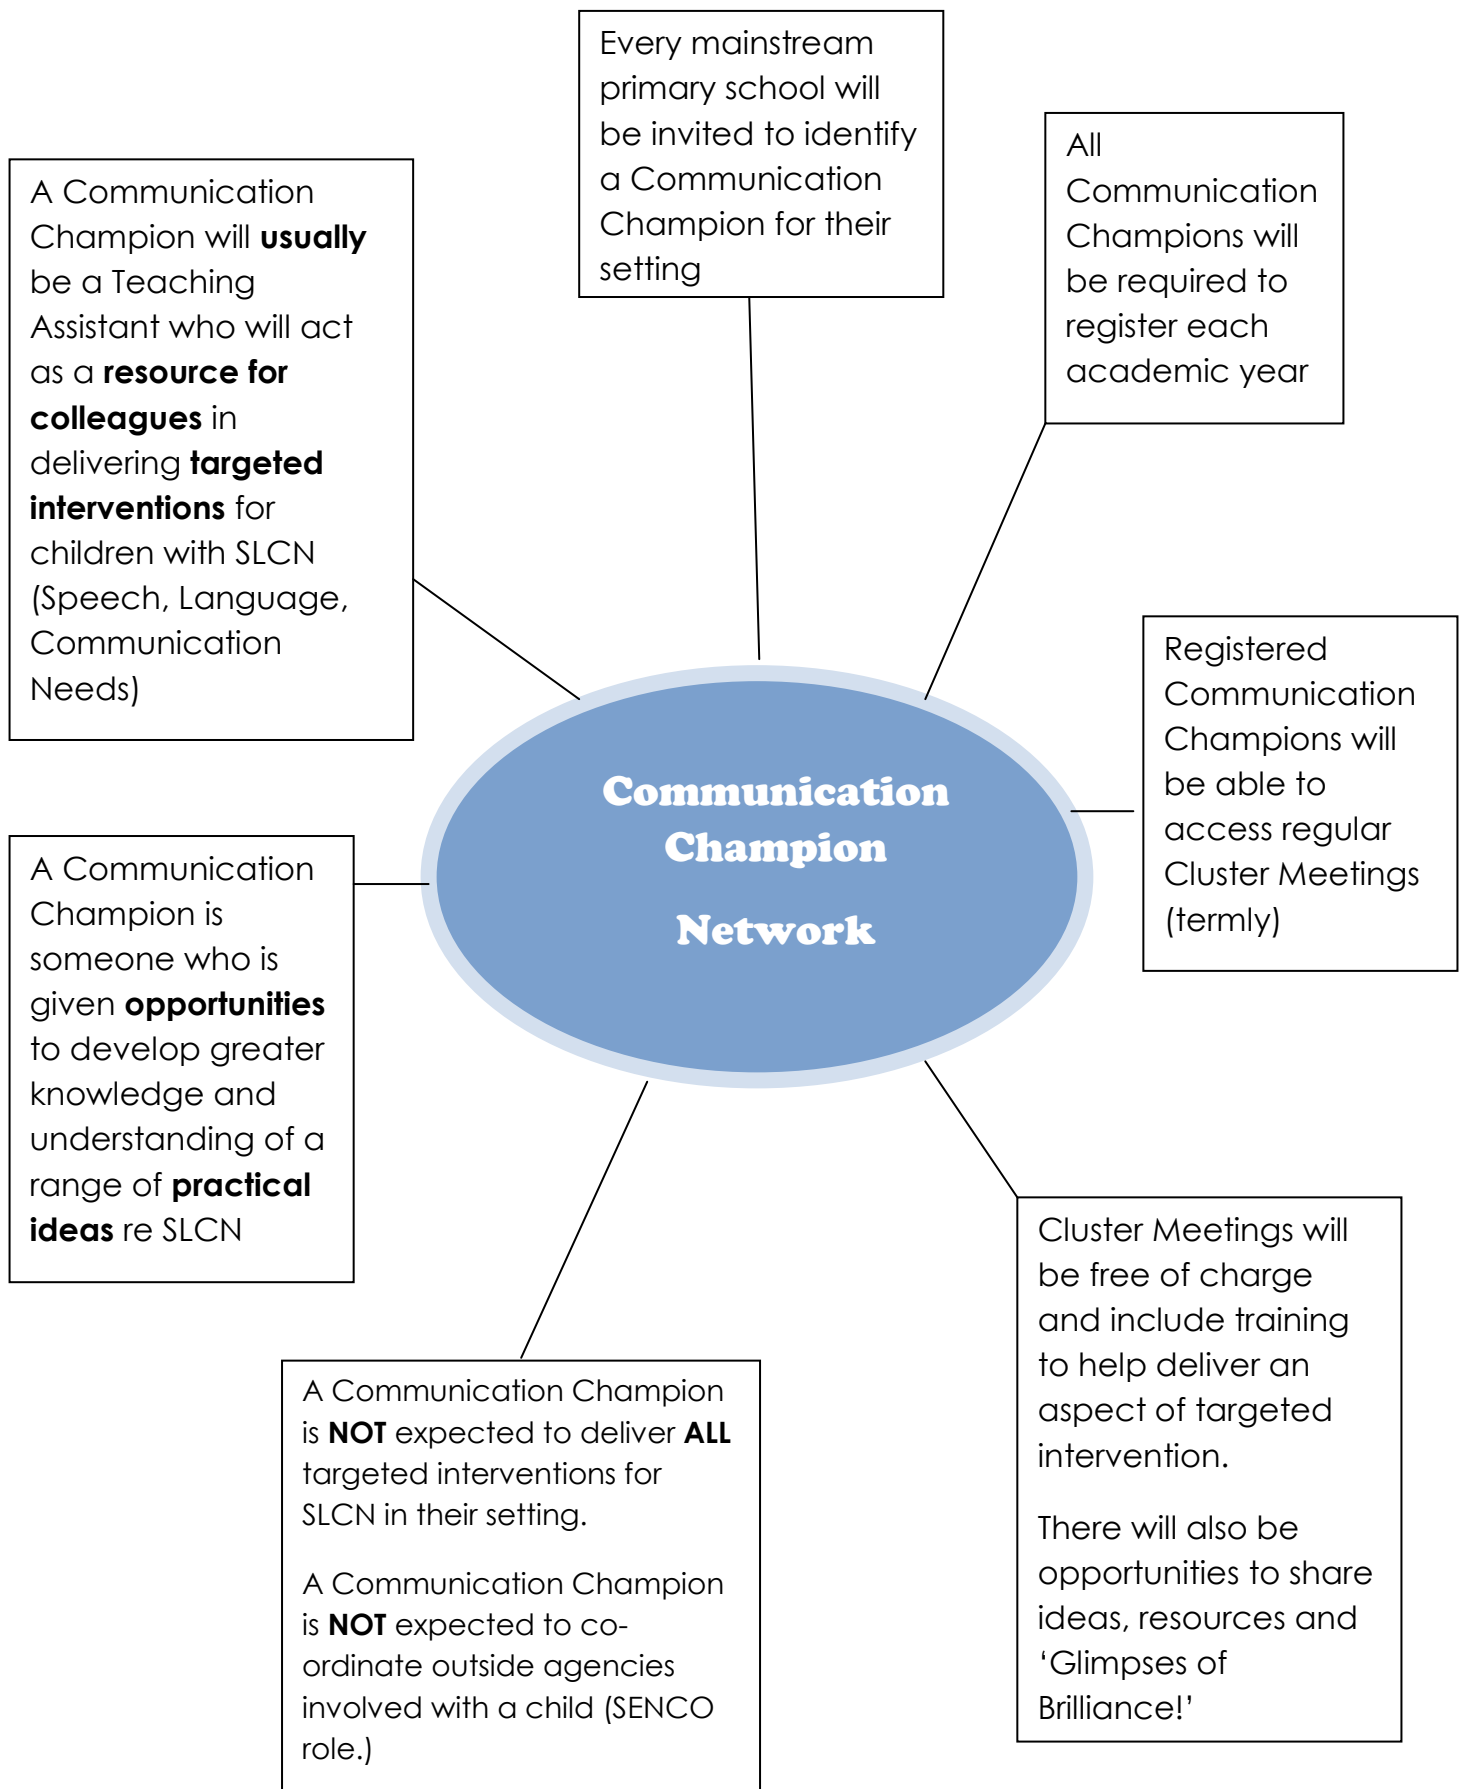 Every mainstream
primary school will
be invited to identify
a Communication
Champion for their
setting
All
Communication
Champions will
be required to
register each
academic year
A Communication
Champion will usually
be a Teaching
Assistant who will act
as a resource for
colleagues in
delivering targeted
interventions for
children with SLCN
(Speech, Language,
Communication
Needs)
Registered
Communication
Champions will
be able to
access regular
Cluster Meetings
(termly)
Communication
Champion
Network
A Communication
Champion is
someone who is
given opportunities
to develop greater
knowledge and
understanding of a
range of practical
ideas re SLCN
Cluster Meetings will
be free of charge
and include training
to help deliver an
aspect of targeted
intervention.
There will also be
opportunities to share
ideas, resources and
‘Glimpses of
Brilliance!’
A Communication Champion
is NOT expected to deliver ALL
targeted interventions for
SLCN in their setting.
A Communication Champion
is NOT expected to co-
ordinate outside agencies
involved with a child (SENCO
role.)